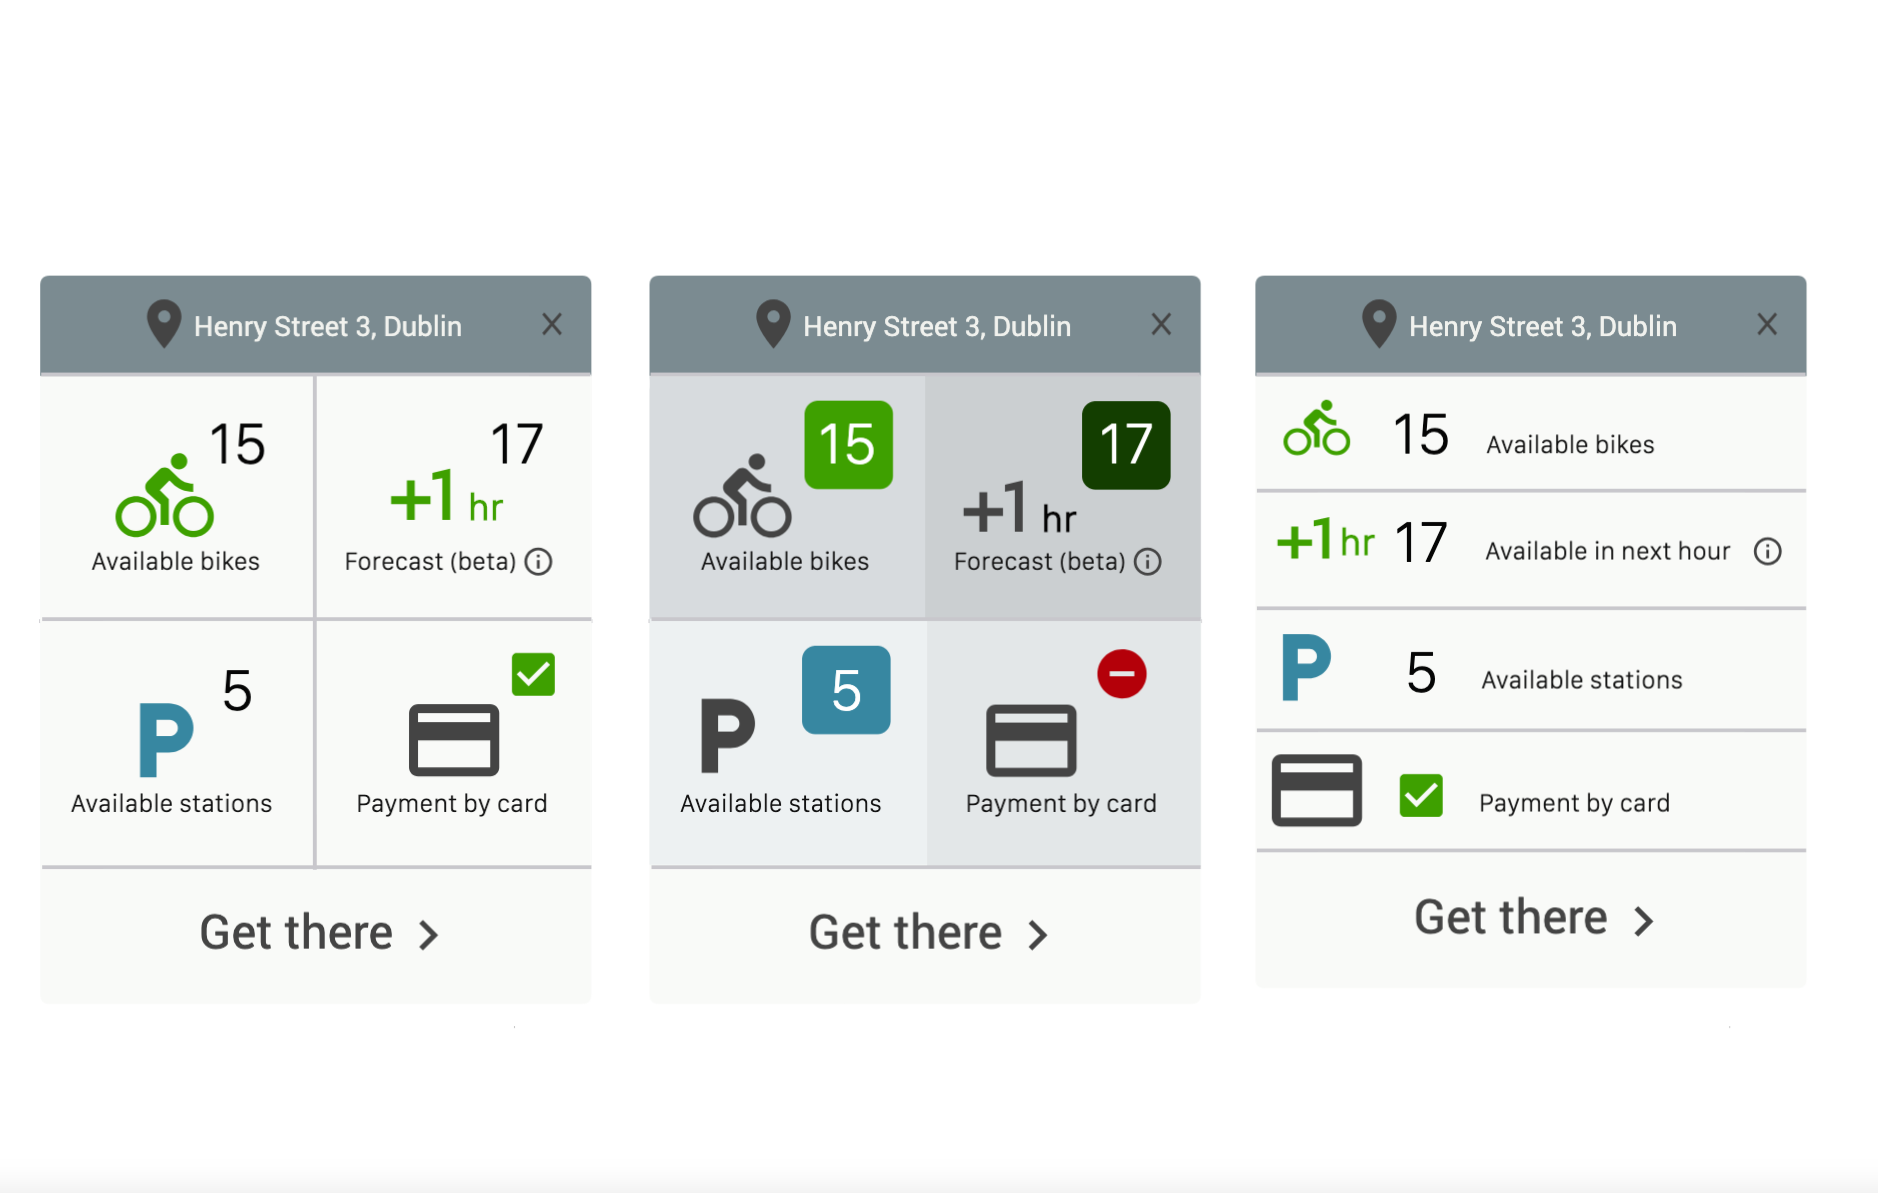 Henry Street 3, Dublin
15
Available bikes
17
+1 hr
Forecast (beta)
5
P
Available stations
Payment by card
Get there
Henry Street 3, Dublin
15
Available bikes
17
+1 hr
Forecast (beta)
5
P
Available stations
Payment by card
Get there
Henry Street 3, Dublin
15 Available bikes
+1 hr 17 Available in next hour
P 5 Available stations
Payment by card
Get there